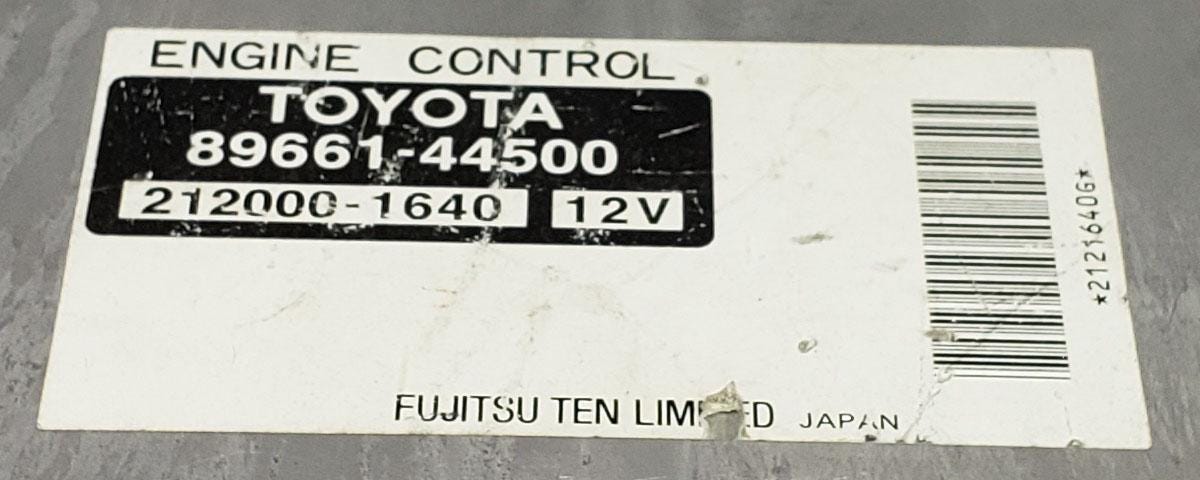 ENGINE CONTROL
TOYOTA
89661-44500
212000-1640 12V
*2121640G*
FUJITSU TEN LIMITED JAPAN